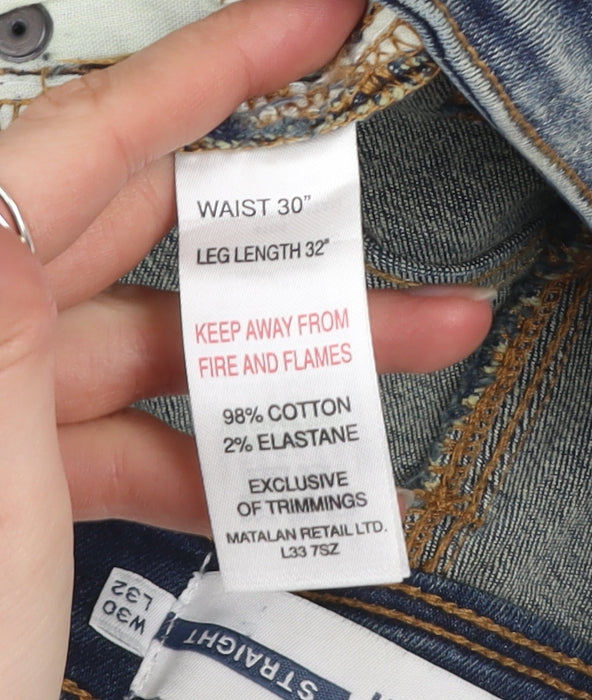 WAIST 30"
LEG LENGTH 32"
KEEP AWAY FROM
FIRE AND FLAMES
98% COTTON
2% ELASTANE
EXCLUSIVE
OF TRIMMINGS
MATALAN RETAIL LTD.
L33 7SZ
W30
L32
STRAIGHT